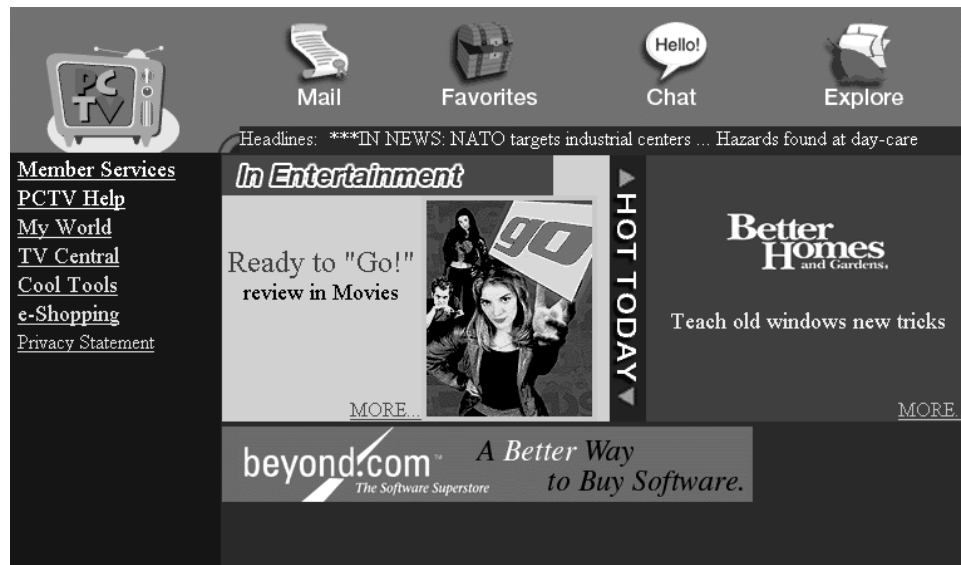 PC
TV
Mail
Favorites
Hello!
Chat
Explore
Headlines: ***IN NEWS: NATO targets industrial centers ... Hazards found at day-care
Member Services
PCTV Help
My World
TV Central
Cool Tools
e-Shopping
Privacy Statement
In Entertainment
Ready to "Go!"
review in Movies
go
MORE...
HOT TODAY
Better
Homes
and Gardens.
Teach old windows new tricks
MORE.
beyond.com™
The Software Superstore
A Better Way
to Buy Software.